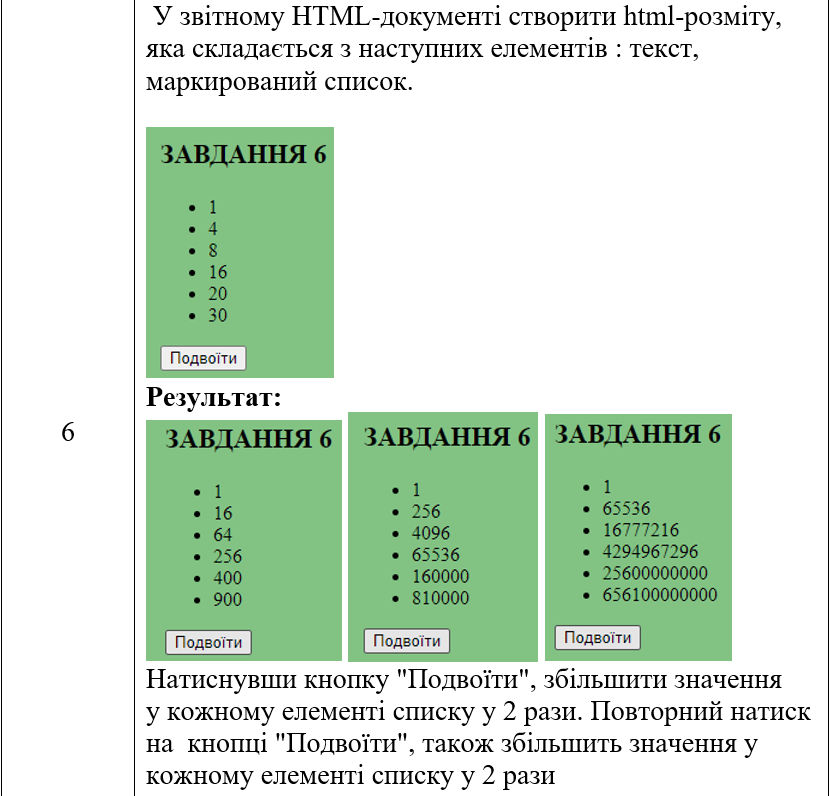 У звітному HTML-документі створити html-розміту,
яка складається з наступних елементів : текст,
маркирований список.
ЗАВДАННЯ 6
• 1
• 4
• 8
• 16
• 20
• 30
Подвоїти
Результат:
6
ЗАВДАННЯ 6
• 1
• 16
• 64
• 256
• 400
• 900
Подвоїти
ЗАВДАННЯ 6
• 1
• 256
• 4096
• 65536
• 160000
• 810000
Подвоїти
ЗАВДАННЯ 6
• 1
• 65536
• 16777216
• 4294967296
• 25600000000
• 656100000000
Подвоїти
Натиснувши кнопку "Подвоїти", збільшити значення
у кожному елементі списку у 2 рази. Повторний натиск
на кнопці "Подвоїти", також збільшить значення у
кожному елементі списку у 2 рази